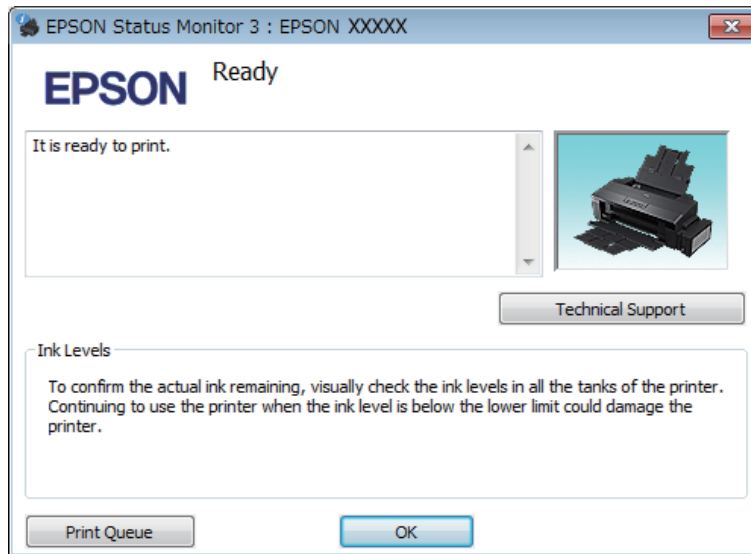 EPSON Status Monitor 3 : EPSON XXXXX
EPSON
Ready
It is ready to print.
Technical Support
Ink Levels
To confirm the actual ink remaining, visually check the ink levels in all the tanks of the printer.
Continuing to use the printer when the ink level is below the lower limit could damage the
printer.
Print Queue
OK